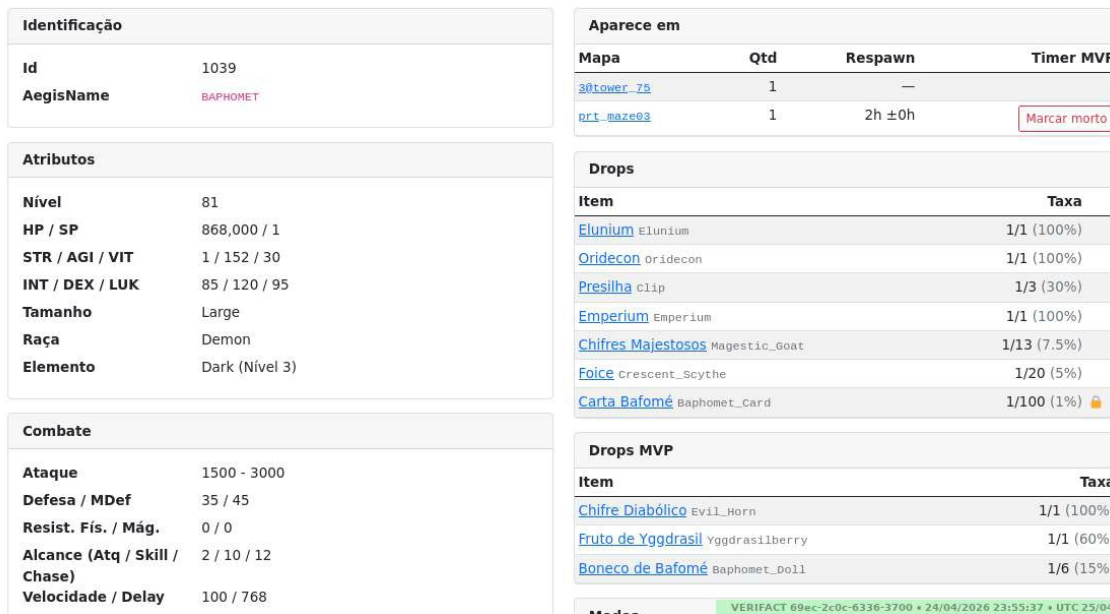 Identificação
Id 1039
AegisName BAPHOMET
Atributos
Nível 81
HP / SP 868,000 / 1
STR / AGI / VIT 1 / 152 / 30
INT / DEX / LUK 85 / 120 / 95
Tamanho Large
Raça Demon
Elemento Dark (Nível 3)
Combate
Ataque 1500 - 3000
Defesa / MDef 35 / 45
Resist. Fís. / Mág. 0 / 0
Alcance (Atq / Skill / 2 / 10 / 12
Chase)
Velocidade / Delay 100 / 768
Aparece em
Mapa Qtd Respawn Timer MVP
3@tower_75 1 —
prt_maze03 1 2h ±0h Marcar morto
Drops
Item Taxa
Elunium Elunium 1/1 (100%)
Oridecon Oridecon 1/1 (100%)
Presilha Clip 1/3 (30%)
Emperium Emperium 1/1 (100%)
Chifres Majestosos Magestic_Goat 1/13 (7.5%)
Foice Crescent_Scythe 1/20 (5%)
Carta Bafomé Baphomet_Card 1/100 (1%)
Drops MVP
Item Taxa
Chifre Diabólico Evil_Horn 1/1 (100%
Fruto de Yggdrasil Yggdrasilberry 1/1 (60%
Boneco de Bafomé Baphomet_Doll 1/6 (15%
VERIFACT 69ec-2c0c-6336-3700 • 24/04/2026 23:55:37 • UTC 25/04